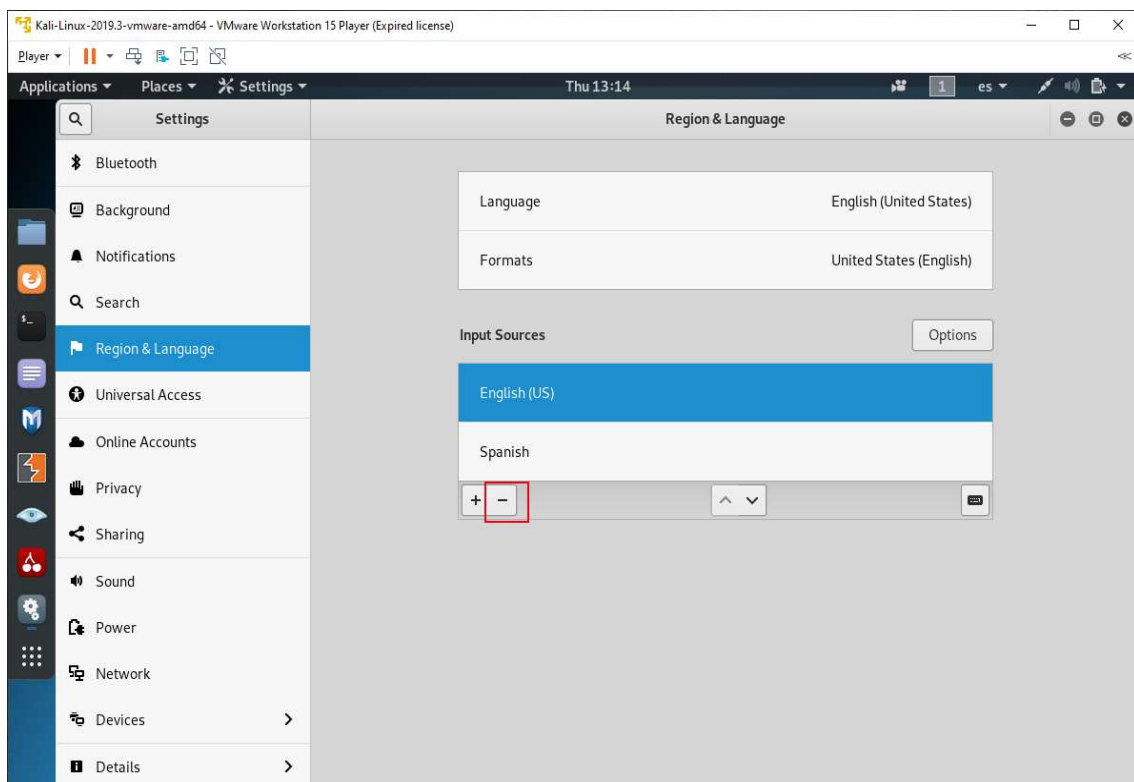 Kali-Linux-2019.3-vmware-amd64 - VMware Workstation 15 Player (Expired license)
Player
Applications Places Settings Thu 13:14 1 es
Settings Region & Language
Bluetooth
Background
Notifications
Search
Region & Language
Universal Access
Online Accounts
Privacy
Sharing
Sound
Power
Network
Devices
Details
Language English (United States)
Formats United States (English)
Input Sources Options
English (US)
Spanish